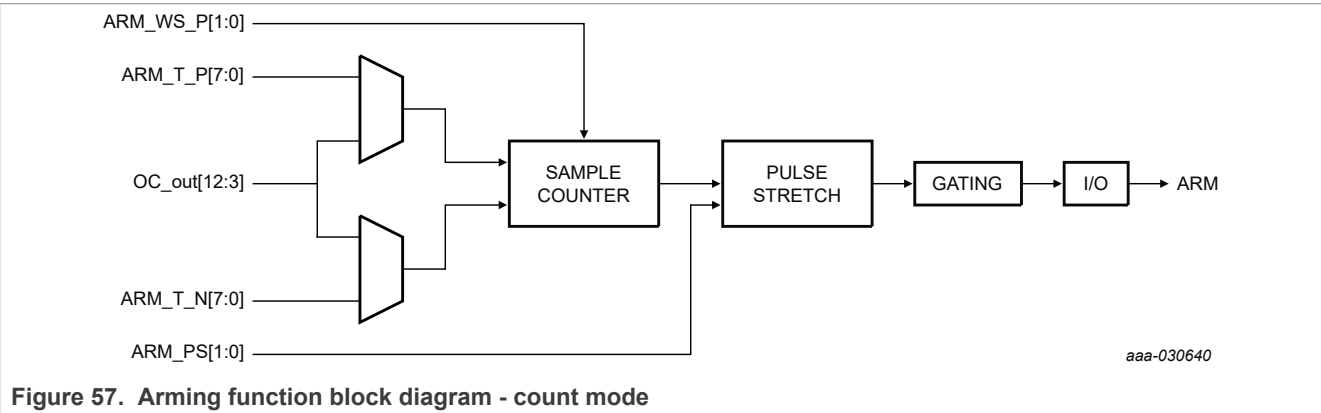 ARM_WS_P[1:0]
ARM_T_P[7:0]
OC_out[12:3]
ARM_T_N[7:0]
ARM_PS[1:0]
SAMPLE
COUNTER
PULSE
STRETCH
GATING
I/O
ARM
aaa-030640
Figure 57. Arming function block diagram - count mode